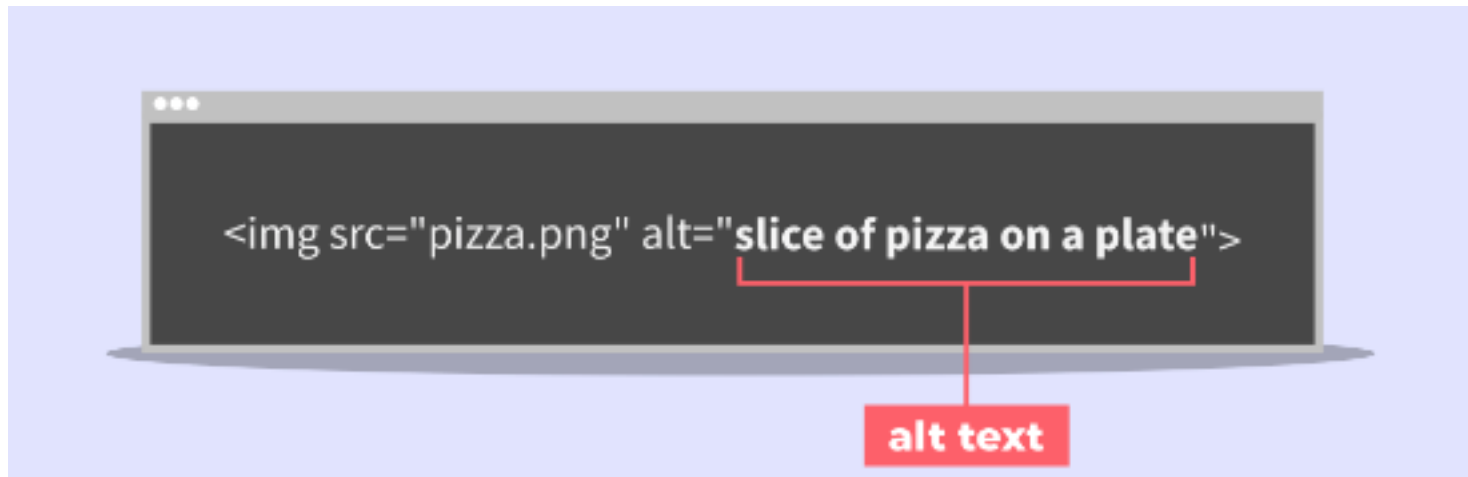 <img src="pizza.png" alt="slice of pizza on a plate">
alt text